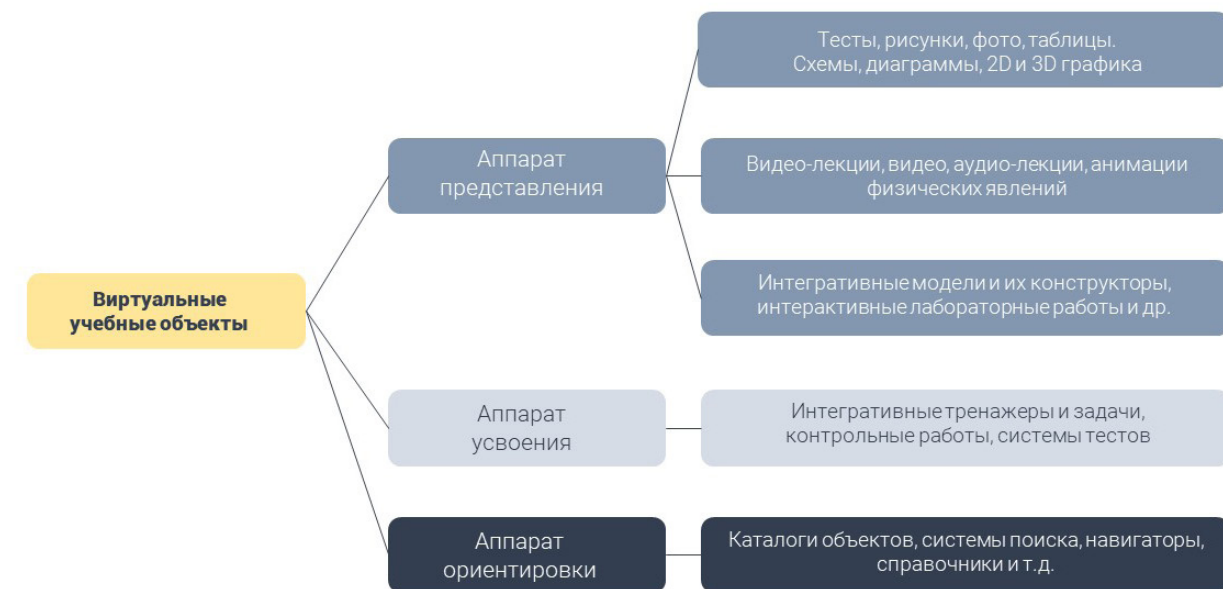 Тесты, рисунки, фото, таблицы.
Схемы, диаграммы, 2D и 3D графика
Аппарат
представления
Видео-лекции, видео, аудио-лекции, анимации
физических явлений
Интегративные модели и их конструкторы,
интерактивные лабораторные работы и др.
Виртуальные
учебные объекты
Аппарат
усвоения
Интегративные тренажеры и задачи,
контрольные работы, системы тестов
Аппарат
ориентировки
Каталоги объектов, системы поиска, навигаторы,
справочники и т.д.